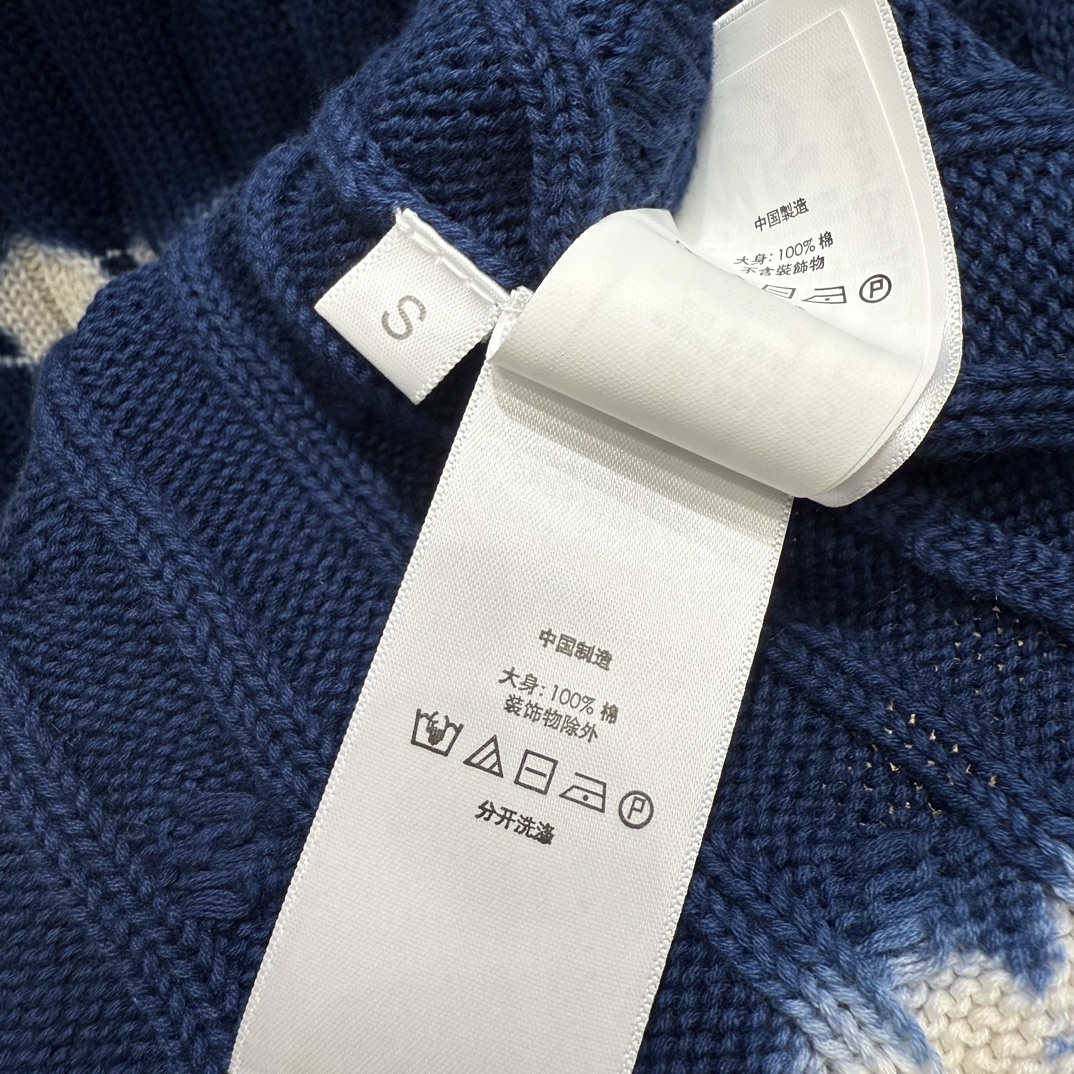 中国製造
大身: 100% 棉
不含裝飾物
P
S
中国制造
大身: 100% 棉
装饰物除外
P
分开洗涤